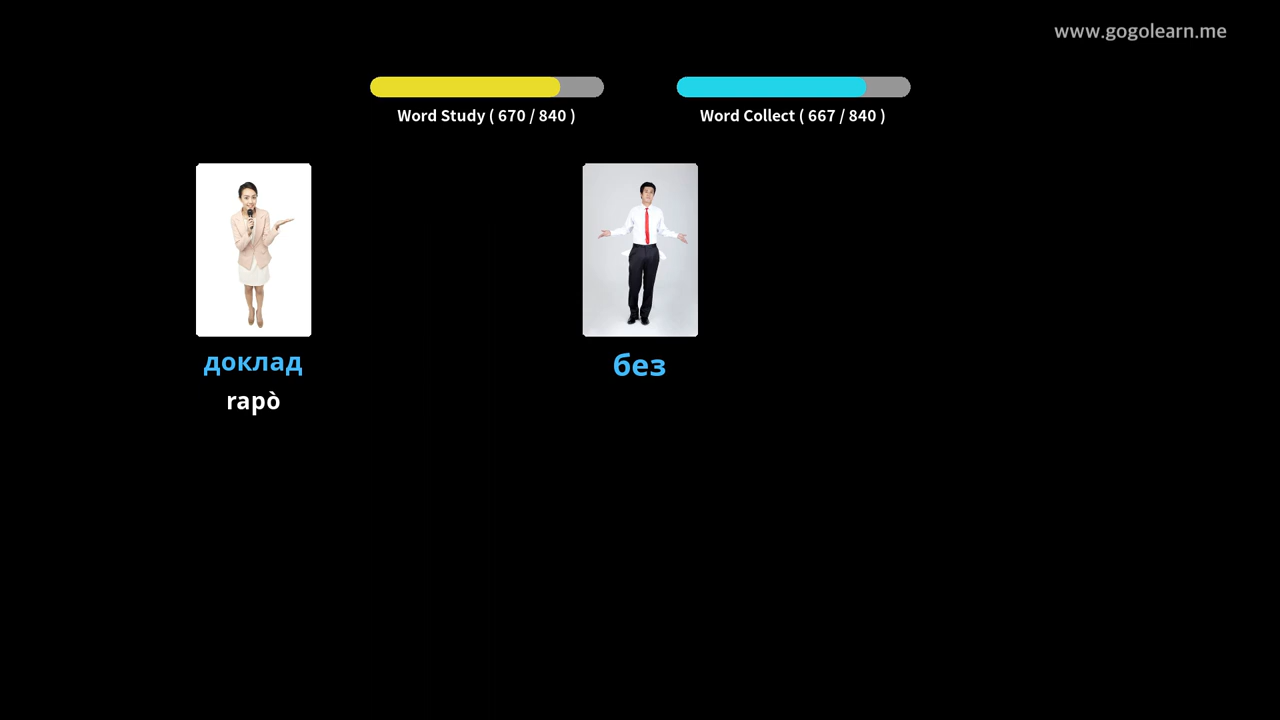 www.gogolearn.me
Word Study ( 670 / 840 )
Word Collect ( 667 / 840 )
доклад
rapò
без